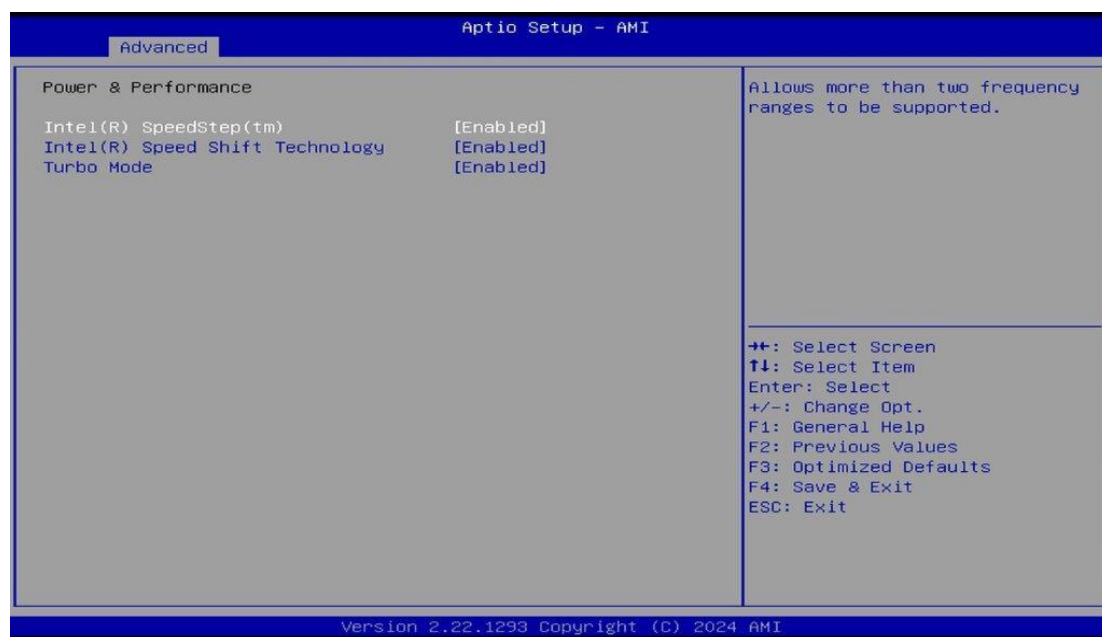 Aptio Setup – AMI
Advanced
Power & Performance
Intel(R) SpeedStep(tm) [Enabled]
Intel(R) Speed Shift Technology [Enabled]
Turbo Mode [Enabled]
Allows more than two frequency
ranges to be supported.
→←: Select Screen
↑↓: Select Item
Enter: Select
+/-: Change Opt.
F1: General Help
F2: Previous Values
F3: Optimized Defaults
F4: Save & Exit
ESC: Exit
Version 2.22.1293 Copyright (C) 2024 AMI